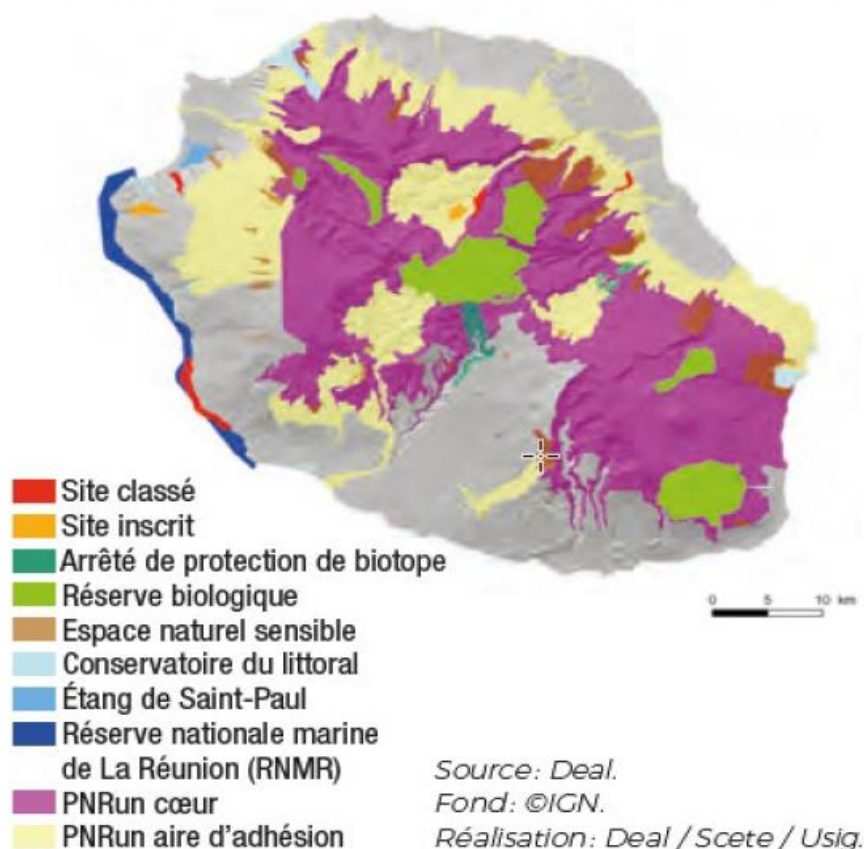 0 5 10 km
Site classé
Site inscrit
Arrêté de protection de biotope
Réserve biologique
Espace naturel sensible
Conservatoire du littoral
Étang de Saint-Paul
Réserve nationale marine
de La Réunion (RNMR)
PNRun cœur
PNRun aire d'adhésion
Source: Deal.
Fond: ©IGN.
Réalisation: Deal / Scete / Usig.